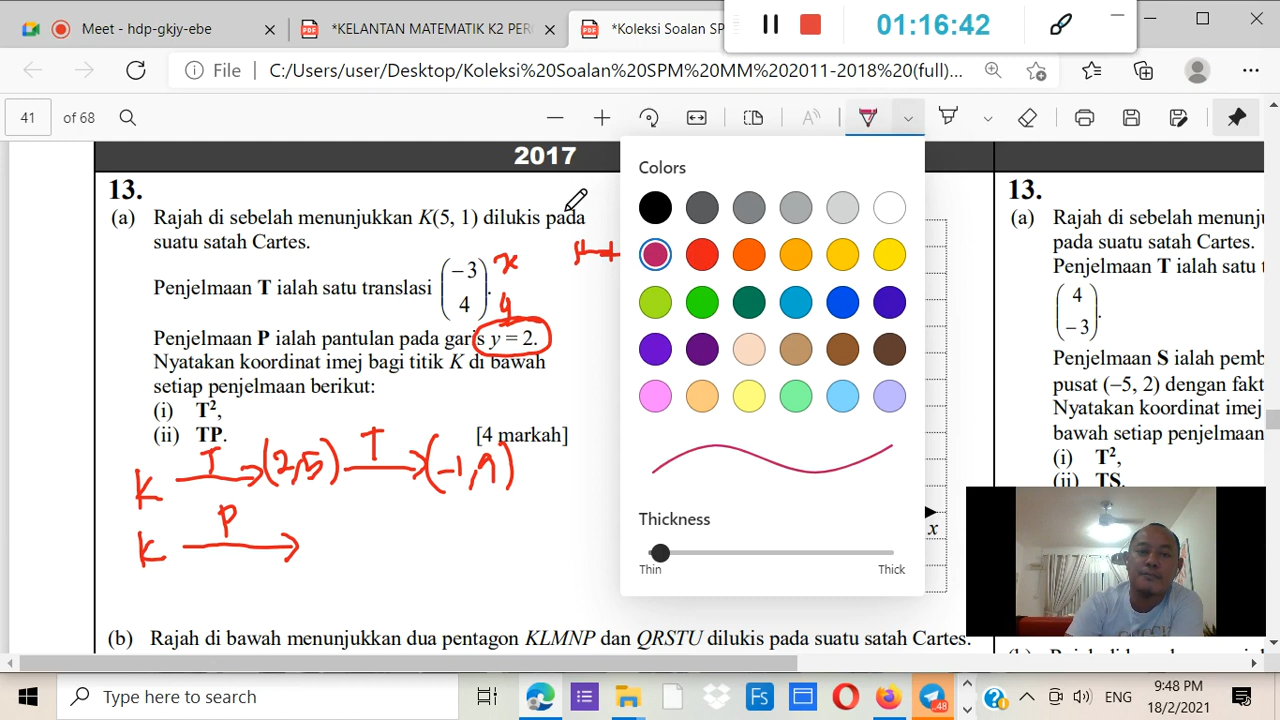 Meet - hdp-gkjy-ebe
*KELANTAN MATEMATIK K2 PER
*Koleksi Soalan SP
01:16:42
File
C:/Users/user/Desktop/Koleksi%20Soalan%20SPM%20MM%202011-2018%20(full)...
41
of 68
2017
13.
(a) Rajah di sebelah menunjukkan K(5, 1) dilukis pada
suatu satah Cartes.
Penjelmaan T ialah satu translasi (−3 4).
x
y
Penjelmaan P ialah pantulan pada garis y = 2.
Nyatakan koordinat imej bagi titik K di bawah
setiap penjelmaan berikut:
(i) T²,
(ii) TP.
[4 markah]
K T (2,5) T (-1,9)
K P
(b) Rajah di bawah menunjukkan dua pentagon KLMNP dan QRSTU dilukis pada suatu satah Cartes.
Colors
Thickness
Thin
Thick
x
13.
(a) Rajah di sebelah menunj
pada suatu satah Cartes.
Penjelmaan T ialah satu t
(4 −3).
Penjelmaan S ialah pemb
pusat (−5, 2) dengan fakt
Nyatakan koordinat imej
bawah setiap penjelmaan
(i) T²,
(ii) TS.
Type here to search
Fs
48
ENG
9:48 PM
18/2/2021